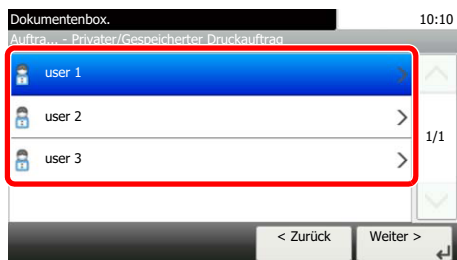 Dokumentenbox. 10:10
Auftra... - Privater/Gespeicherter Druckauftrag
user 1
user 2
1/1
user 3
< Zurück Weiter >